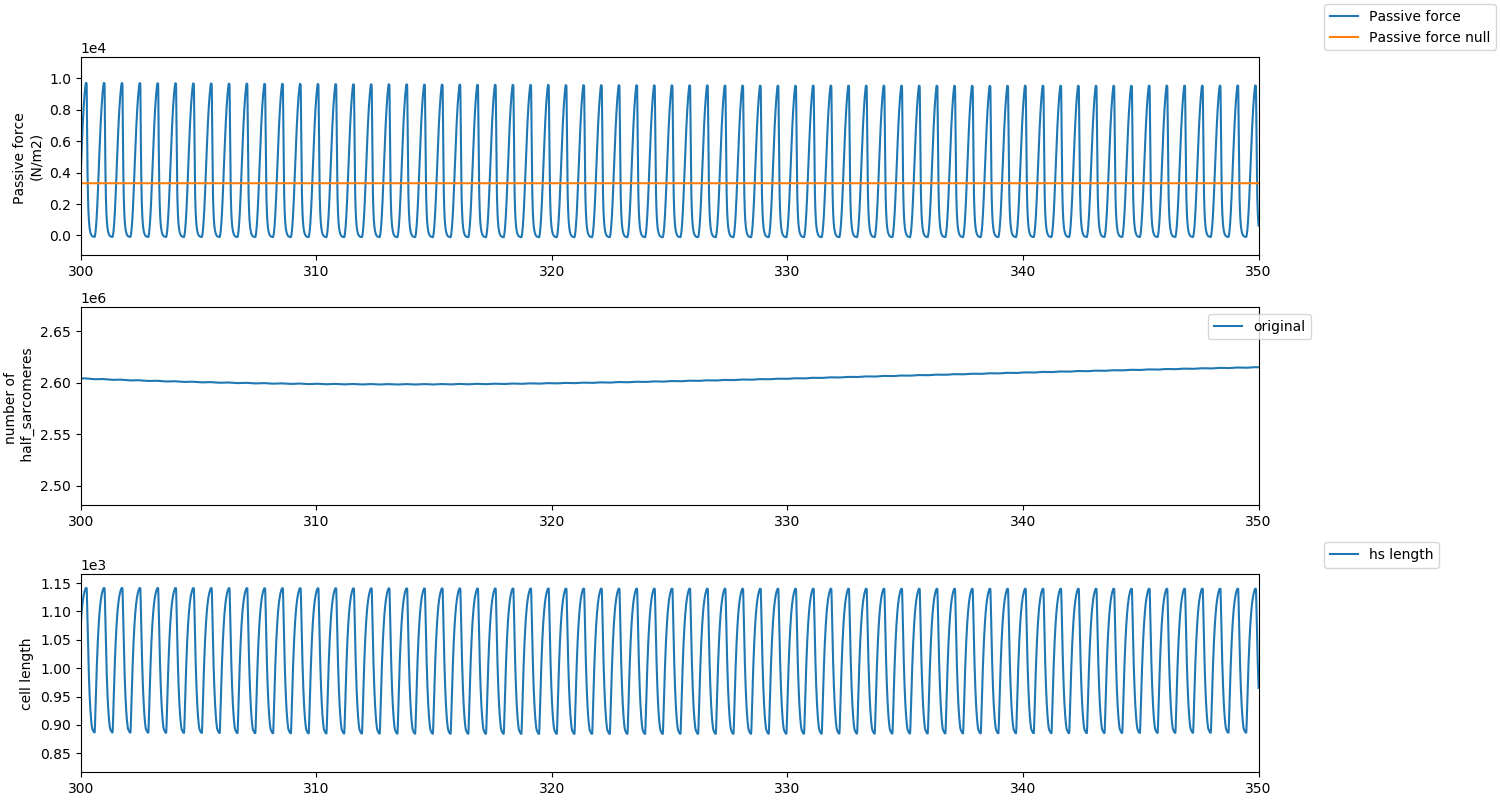 Passive force
Passive force null
1e4
Passive force
(N/m2)
1.0
0.8
0.6
0.4
0.2
0.0
300 310 320 330 340 350
1e6
original
number of
half_sarcomeres
2.65
2.60
2.55
2.50
300 310 320 330 340 350
hs length
1e3
cell length
1.15
1.10
1.05
1.00
0.95
0.90
0.85
300 310 320 330 340 350